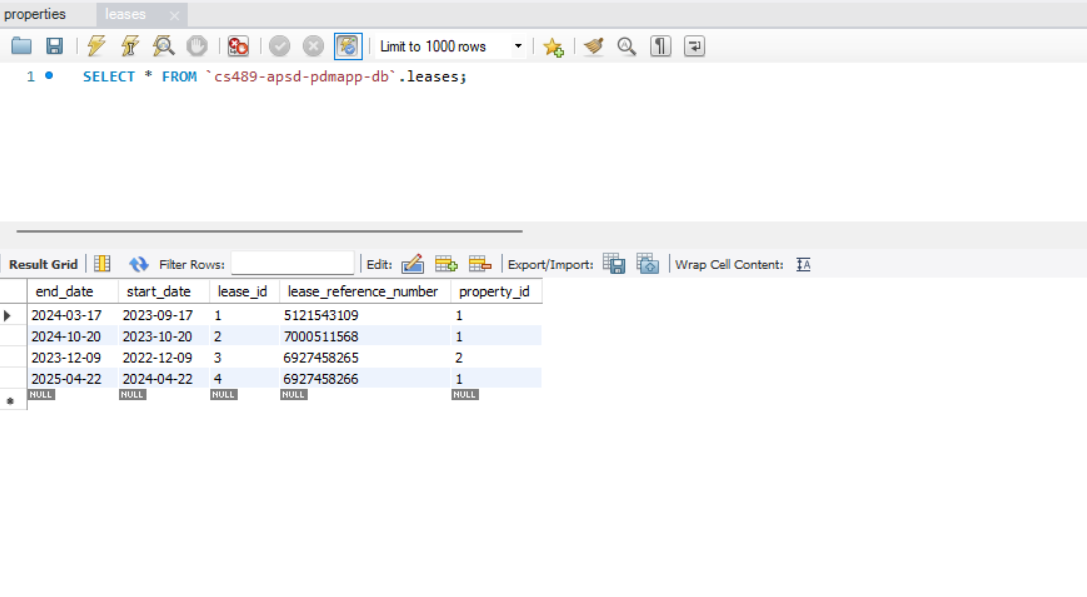 properties leases
Limit to 1000 rows
1 SELECT * FROM `cs489-apsd-pdmapp-db`.leases;
Result Grid Filter Rows: Edit: Export/Import: Wrap Cell Content: IA
end_date start_date lease_id lease_reference_number property_id
2024-03-17 2023-09-17 1 5121543109 1
2024-10-20 2023-10-20 2 7000511568 1
2023-12-09 2022-12-09 3 6927458265 2
2025-04-22 2024-04-22 4 6927458266 1
NULL NULL NULL NULL NULL